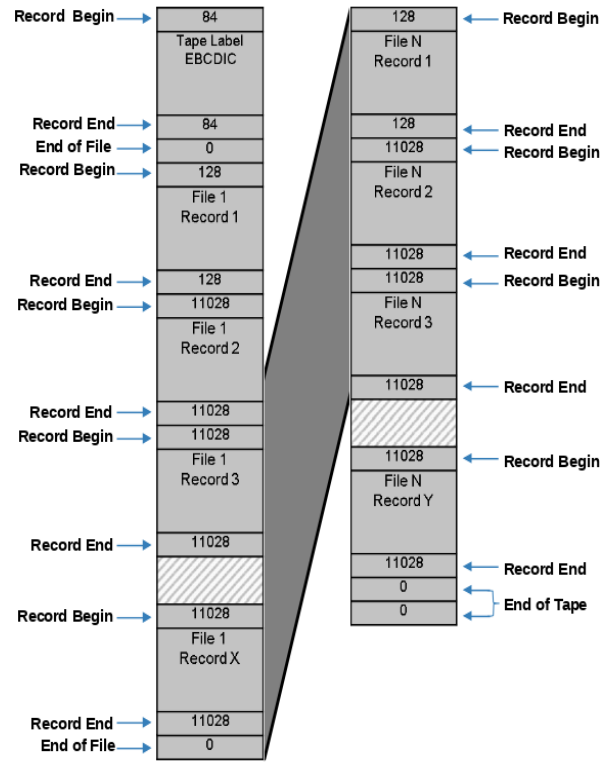 Record Begin
84
Tape Label
EBCDIC
Record End
84
End of File
0
Record Begin
128
File 1
Record 1
Record End
128
Record Begin
11028
File 1
Record 2
Record End
11028
Record Begin
11028
File 1
Record 3
Record End
11028
Record Begin
11028
File 1
Record X
Record End
11028
End of File
0
128
Record Begin
File N
Record 1
128
Record End
11028
Record Begin
File N
Record 2
11028
Record End
11028
Record Begin
File N
Record 3
11028
Record End
11028
Record Begin
File N
Record Y
11028
Record End
0
End of Tape
0